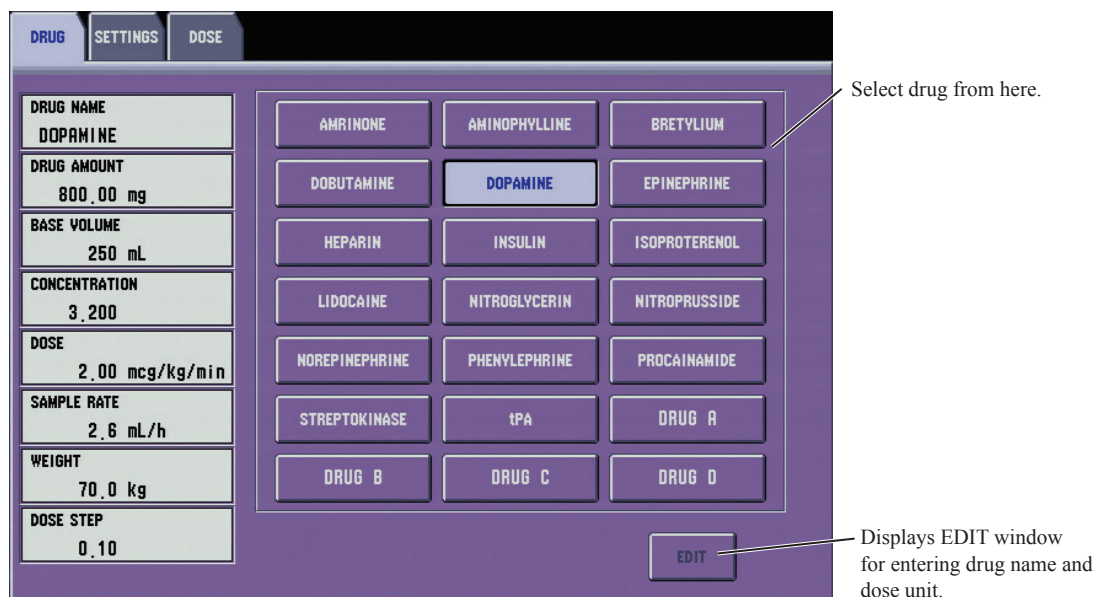 DRUG SETTINGS DOSE
DRUG NAME
DOPAMINE
DRUG AMOUNT
800.00 mg
BASE VOLUME
250 mL
CONCENTRATION
3.200
DOSE
2.00 mcg/kg/min
SAMPLE RATE
2.6 mL/h
WEIGHT
70.0 kg
DOSE STEP
0.10
AMRINONE AMINOPHYLLINE BRETYLIUM
DOBUTAMINE DOPAMINE EPINEPHRINE
HEPARIN INSULIN ISOPROTERENOL
LIDOCAINE NITROGLYCERIN NITROPRUSSIDE
NOREPINEPHRINE PHENYLEPHRINE PROCAINAMIDE
STREPTOKINASE tPA DRUG A
DRUG B DRUG C DRUG D
EDIT
Select drug from here.
Displays EDIT window
for entering drug name and
dose unit.